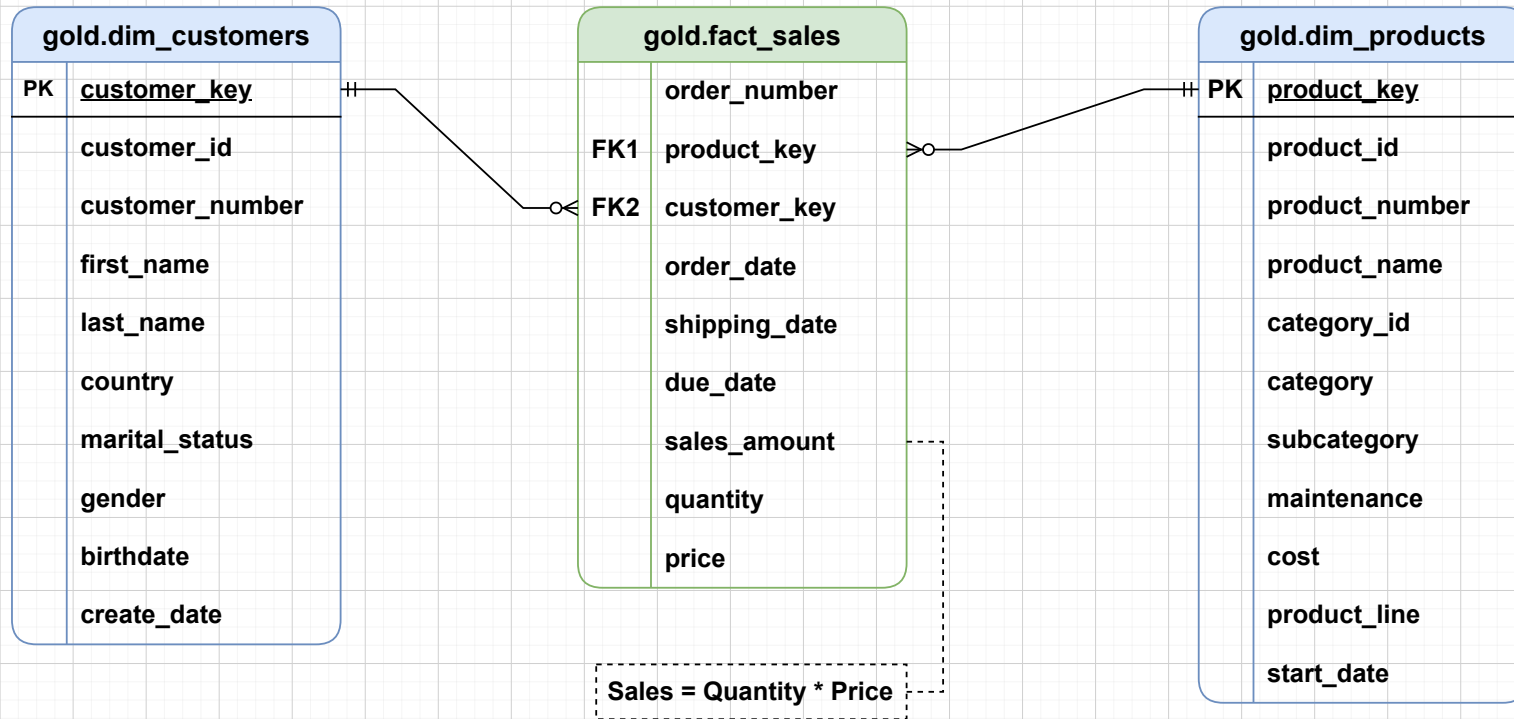 gold.dim_customers
PK customer_key
customer_id
customer_number
first_name
last_name
country
marital_status
gender
birthdate
create_date
gold.fact_sales
order_number
FK1 product_key
FK2 customer_key
order_date
shipping_date
due_date
sales_amount
quantity
price
Sales = Quantity * Price
gold.dim_products
PK product_key
product_id
product_number
product_name
category_id
category
subcategory
maintenance
cost
product_line
start_date